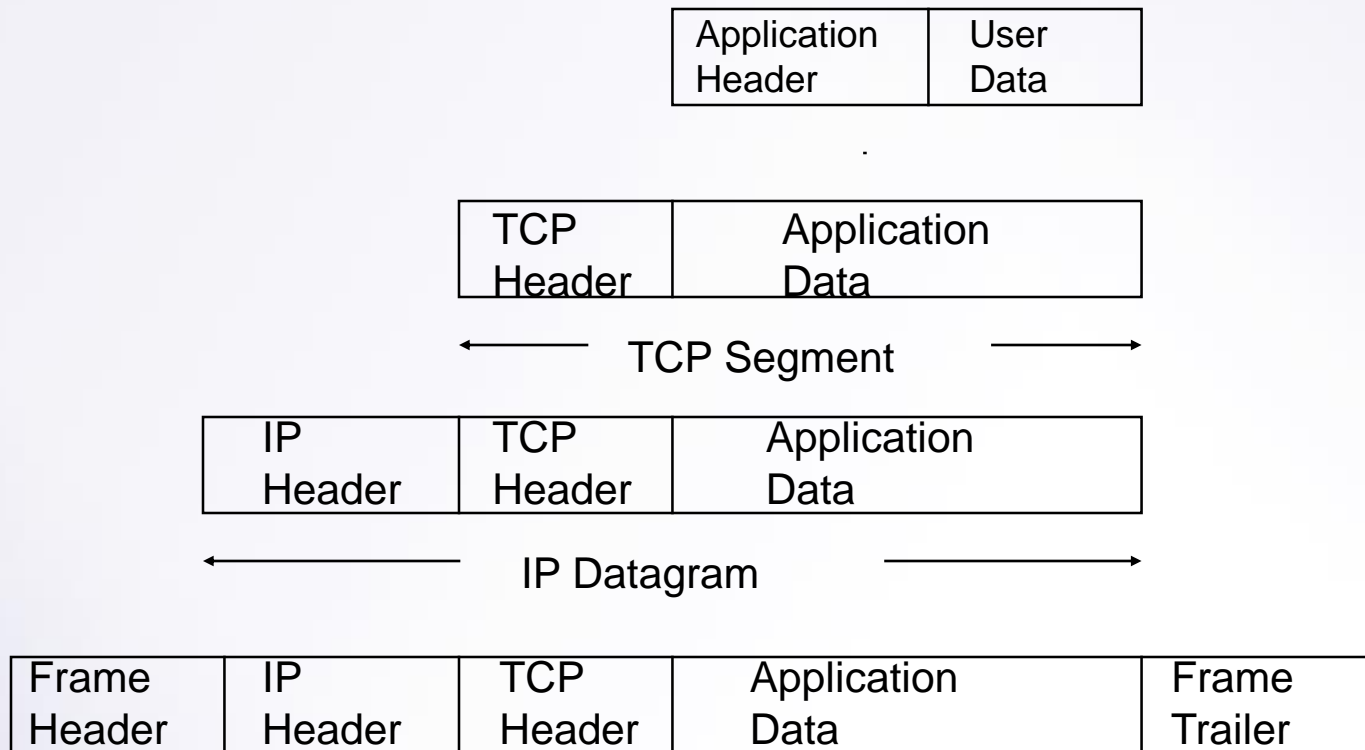 Application User
Header Data
.
TCP Application
Header Data
TCP Segment
IP TCP Application
Header Header Data
IP Datagram
Frame IP TCP Application Frame
Header Header Header Data Trailer